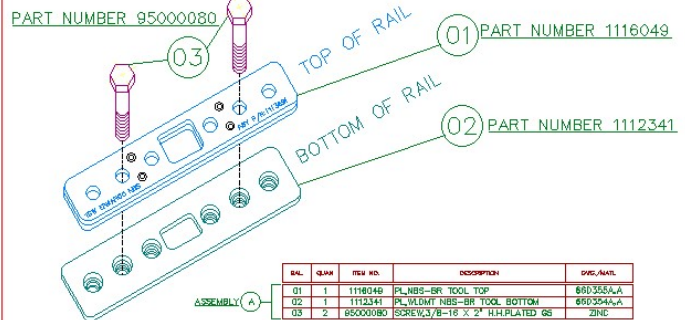 PART NUMBER 95000080
03
TOP OF RAIL
01 PART NUMBER 1116049
BOTTOM OF RAIL
02 PART NUMBER 1112341
ASSEMBLY A
BAL. QUAN ITEM NO. DESCRIPTION DWG./MATL
01 1 1116049 PL,NBS-BR TOOL TOP 66D355A,A
02 1 1112341 PL,WLDMT NBS-BR TOOL BOTTOM 66D354A,A
03 2 95000080 SCREW,3/8-16 X 2" H.H.PLATED G5 ZINC